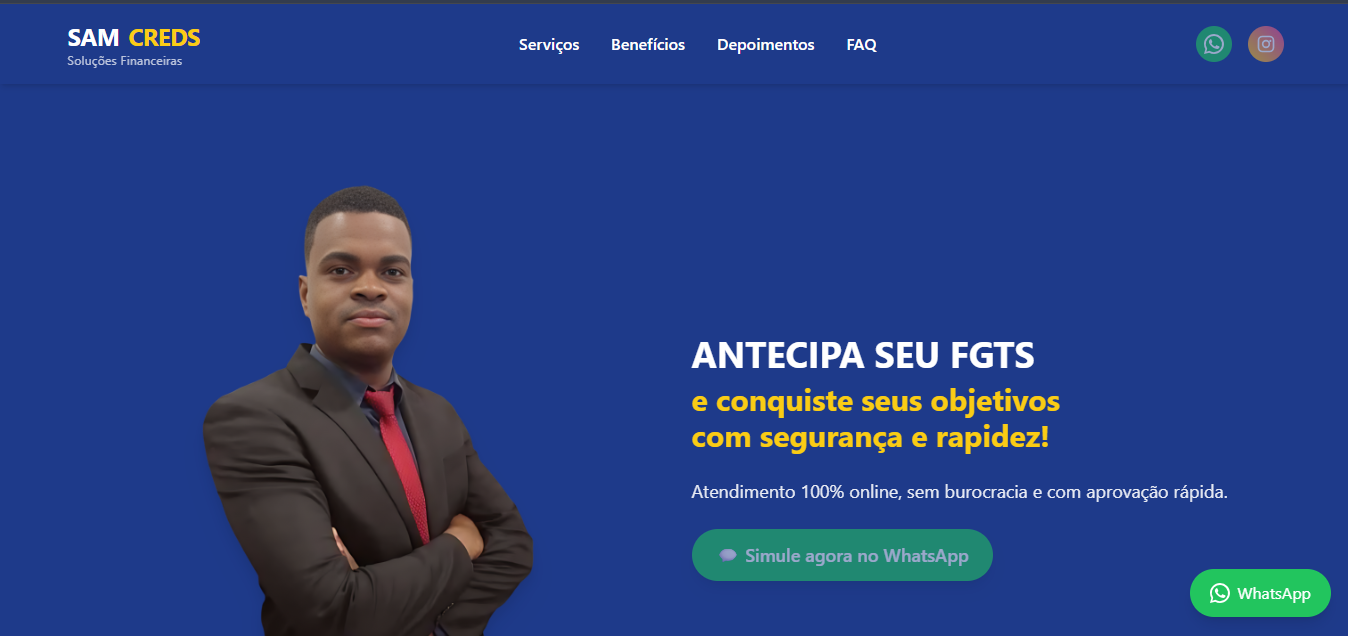 SAM CREDS
Soluções Financeiras
Serviços
Benefícios
Depoimentos
FAQ
ANTECIPA SEU FGTS
e conquiste seus objetivos
com segurança e rapidez!
Atendimento 100% online, sem burocracia e com aprovação rápida.
Simule agora no WhatsApp
WhatsApp